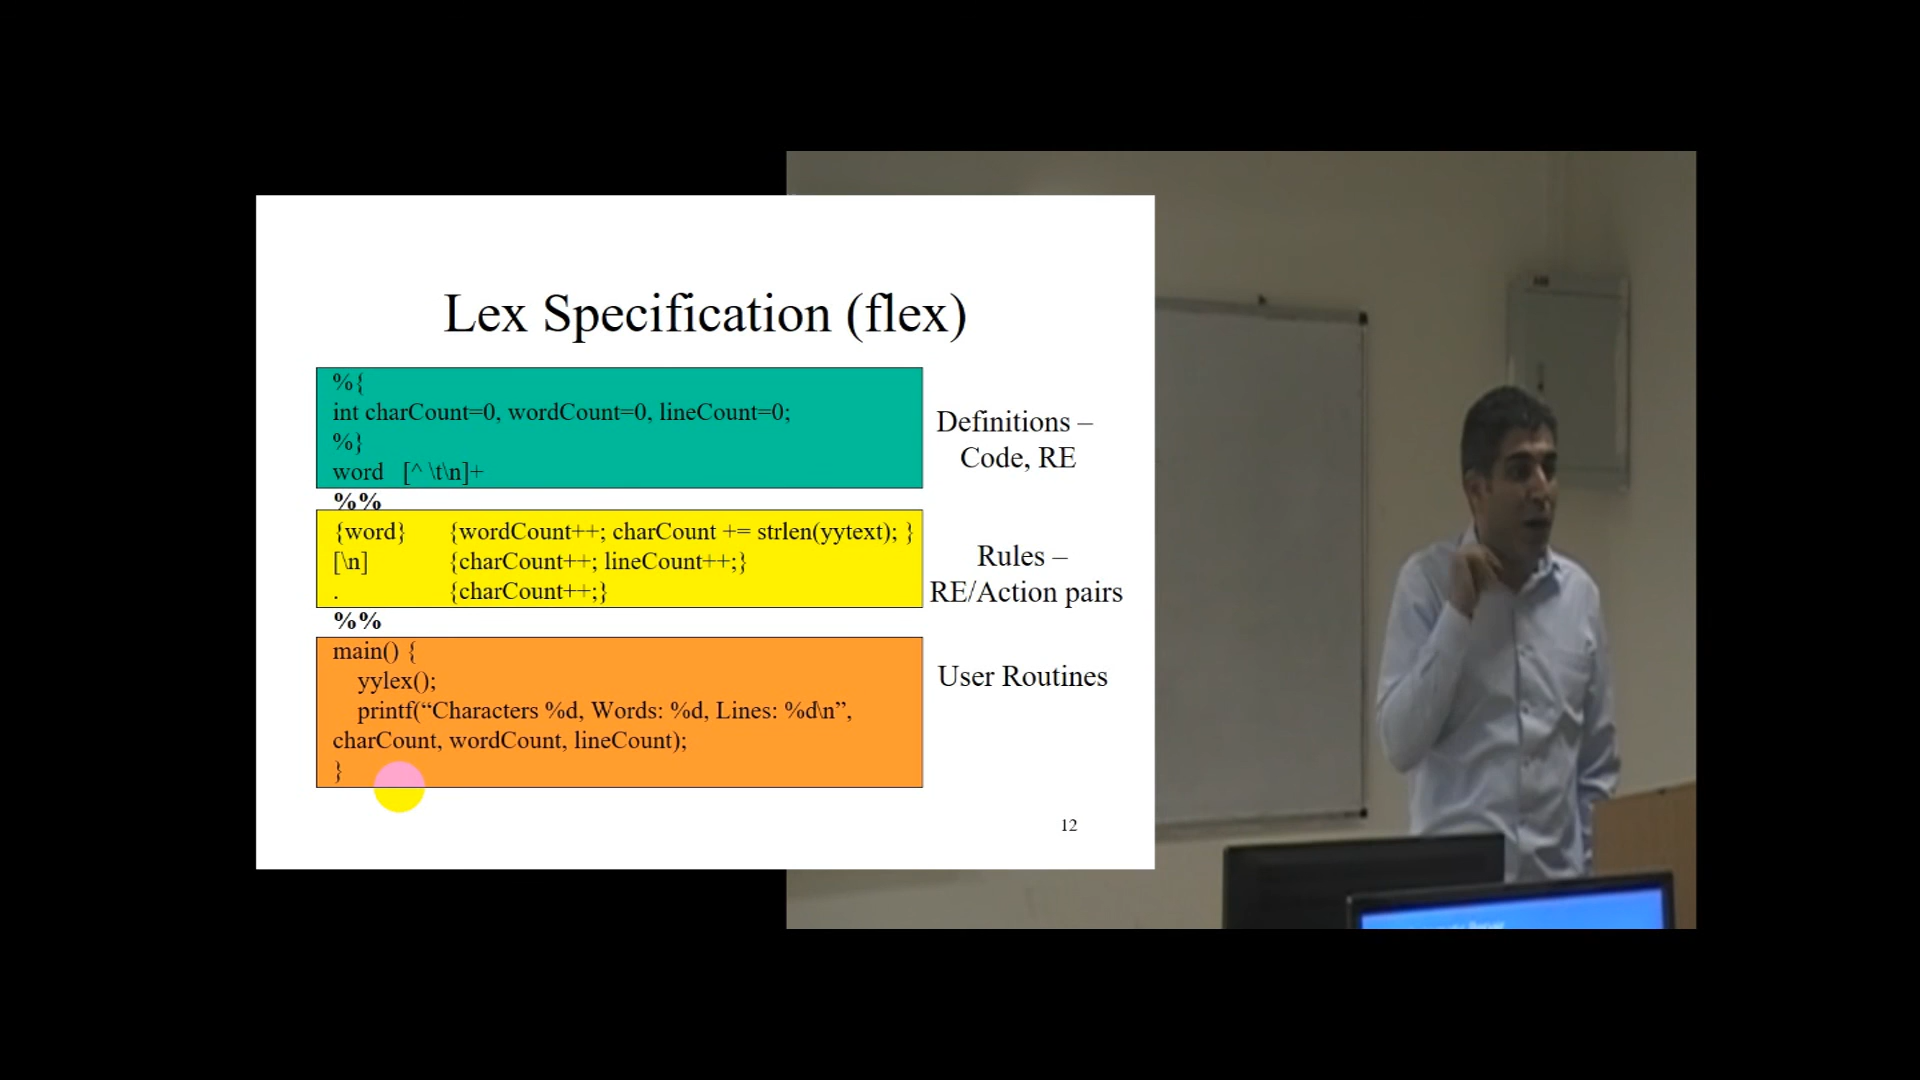 Lex Specification (flex)
%{
int charCount=0, wordCount=0, lineCount=0;
%}
word [^ \t\n]+
Definitions –
Code, RE
%%
{word} {wordCount++; charCount += strlen(yytext); }
[\n] {charCount++; lineCount++;}
. {charCount++;}
Rules –
RE/Action pairs
%%
main() {
yylex();
printf(“Characters %d, Words: %d, Lines: %d\n”,
charCount, wordCount, lineCount);
}
User Routines
12